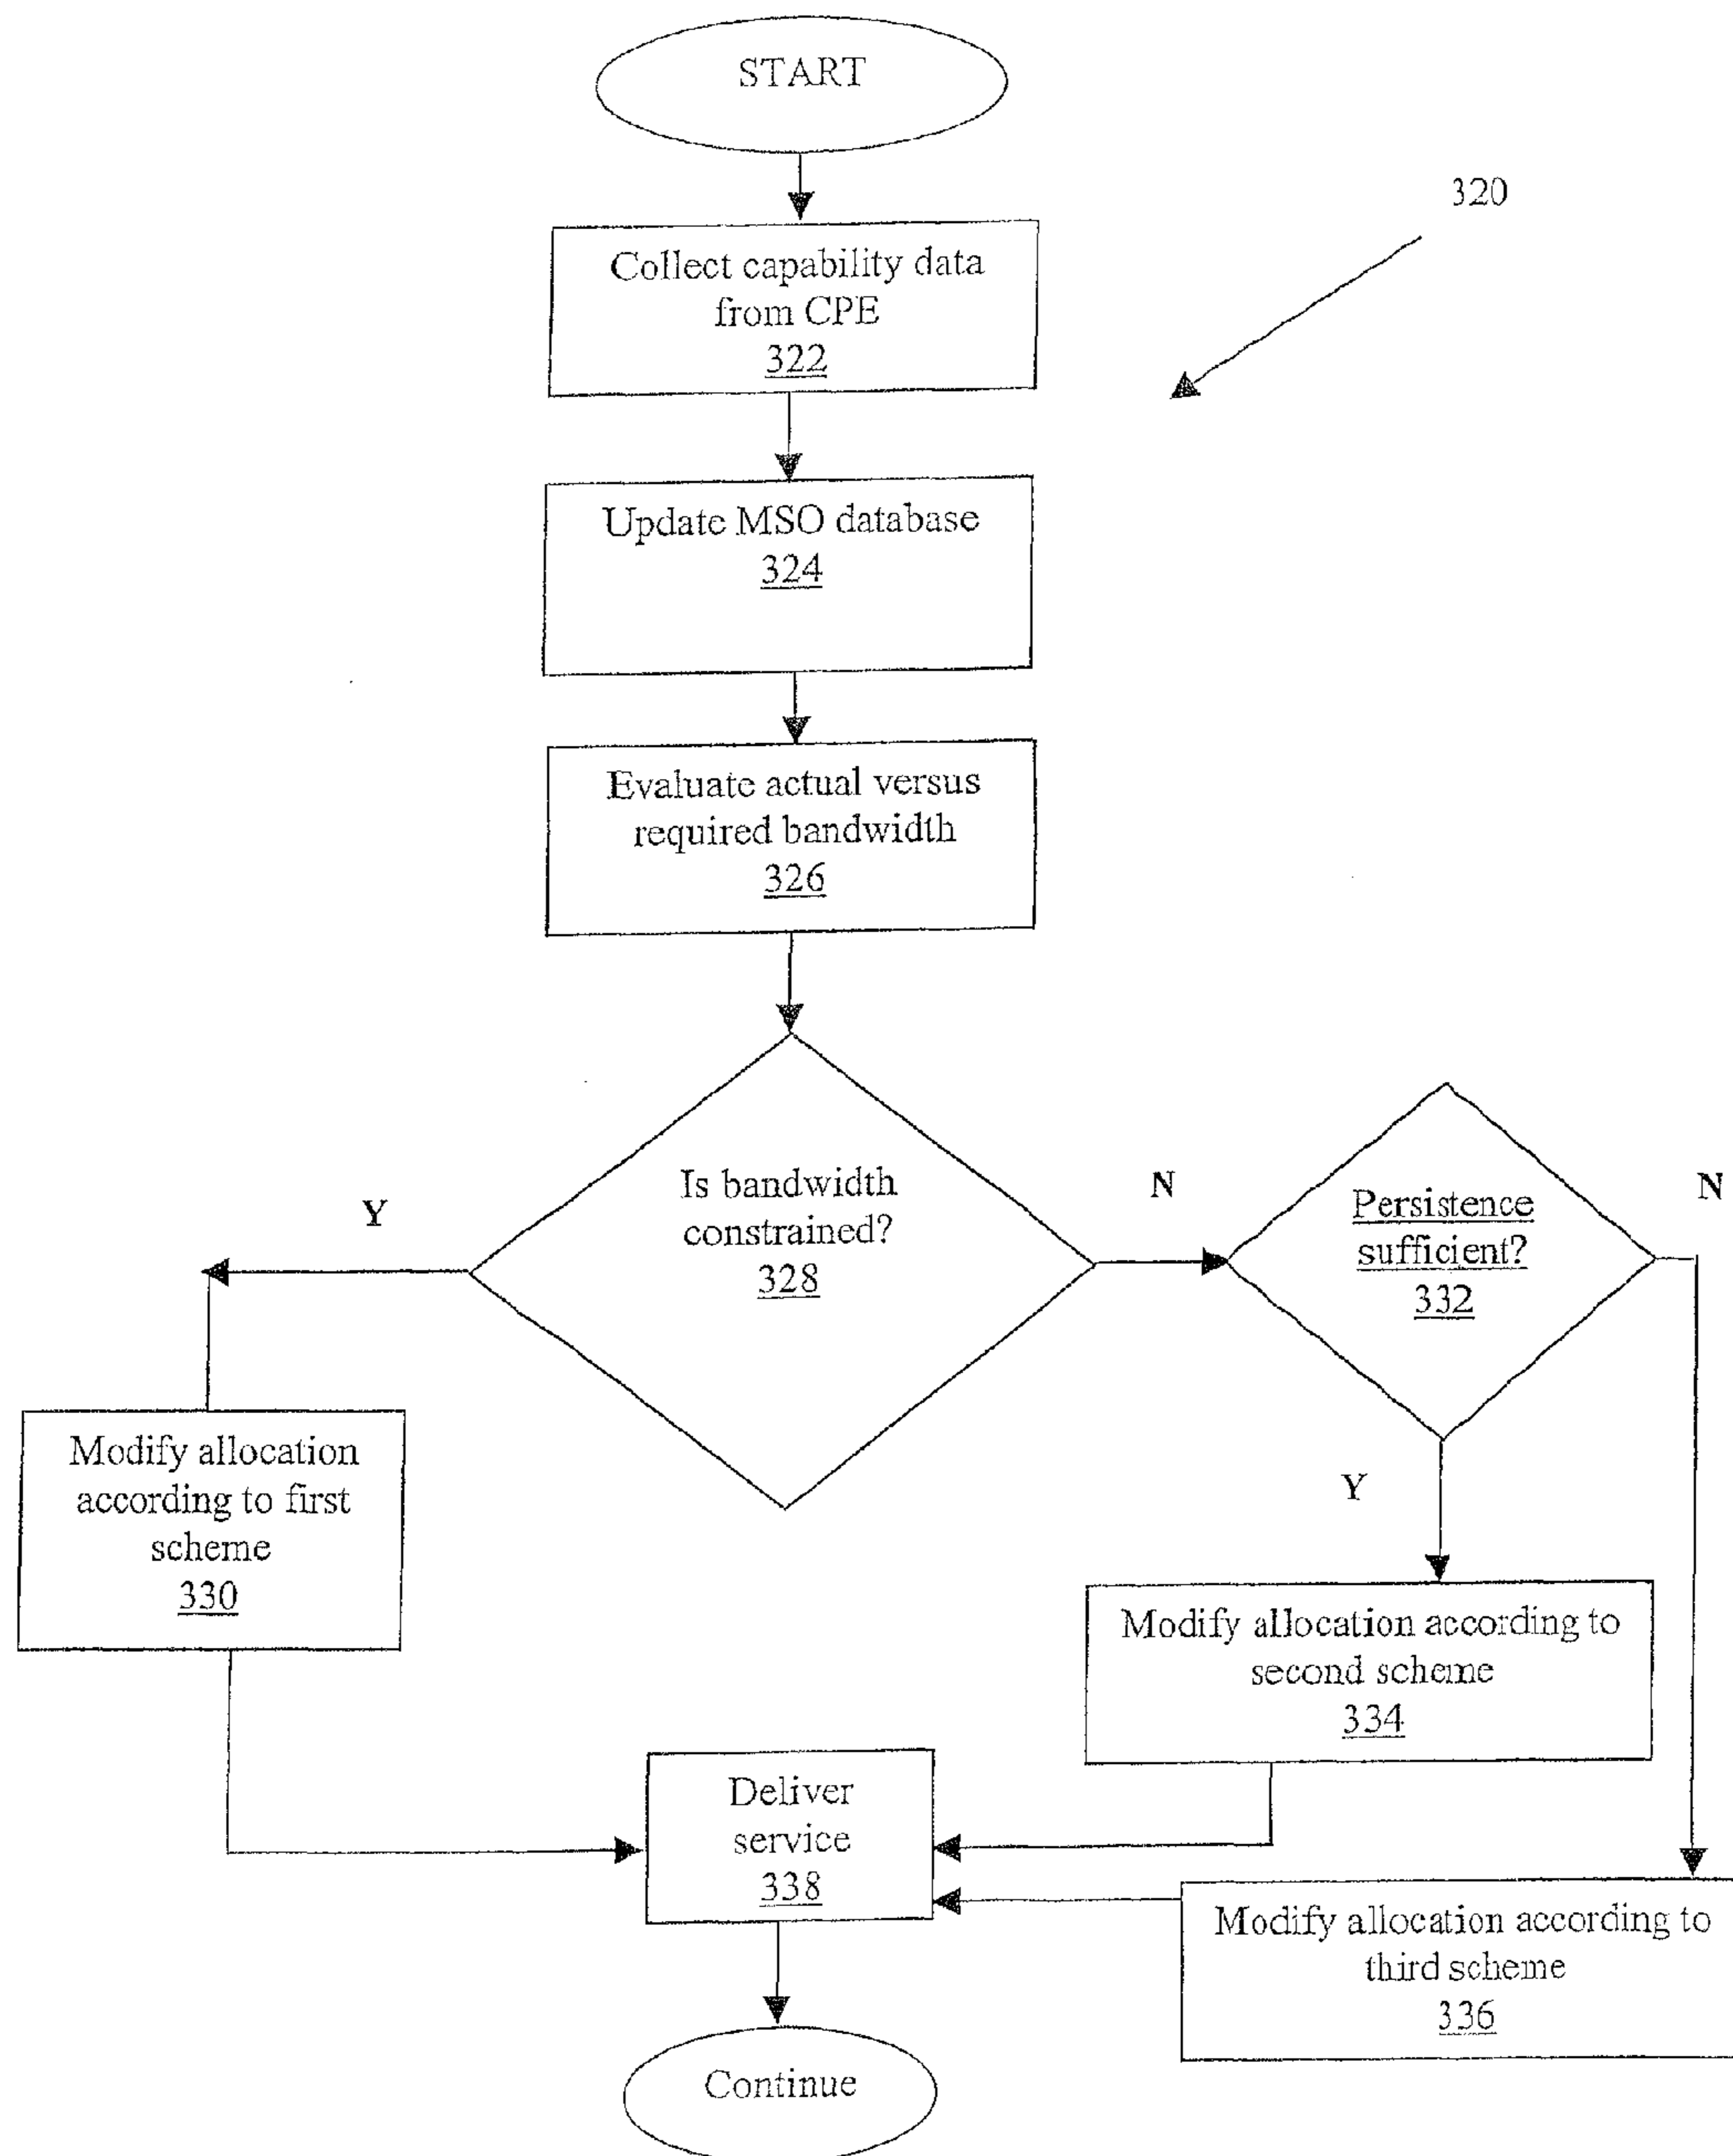 START
320
Collect capability data
from CPE
322
Update MSO database
324
Evaluate actual versus
required bandwidth
326
Is bandwidth
constrained?
328
Y
N
Persistence
sufficient?
332
N
Y
Modify allocation
according to first
scheme
330
Modify allocation according to
second scheme
334
Deliver
service
338
Modify allocation according to
third scheme
336
Continue